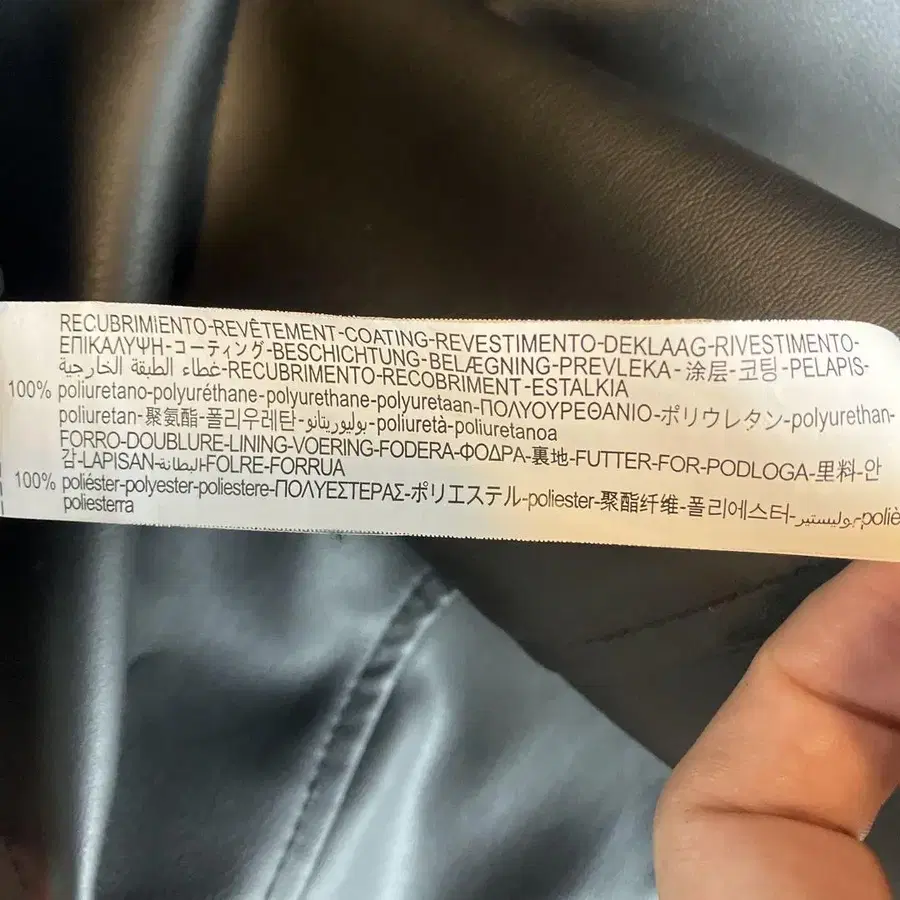 RECUBRIMIENTO-REVÊTEMENT-COATING-REVESTIMENTO-DEKLAAG-RIVESTIMENTO-
ΕΠΙΚΑΛΥΨΗ-コーティング-BESCHICHTUNG-BELÆGNING-PREVLEKA-涂层-코팅-PELAPIS-
غطاء الطبقة الخارجية-RECUBRIMENTO-RECOBRIMENT-ESTALKIA
100% poliuretano-polyuréthane-polyurethane-polyuretaan-ΠΟΛΥΟΥΡΕΘΑΝΙΟ-ポリウレタン-polyurethan-
poliuretan-聚氨酯-폴리우레탄-بوليوريتانو-poliuretà-poliuretanoa
FORRO-DOUBLURE-LINING-VOERING-FODERA-ΦΟΔΡΑ-裏地-FUTTER-FOR-PODLOGA-里料-안
감-LAPISAN-البطانة-FOLRE-FORRUA
100% poliéster-polyester-poliestere-ΠΟΛΥΕΣΤΕΡΑΣ-ポリエステル-poliester-聚酯纤维-폴리에스터-بوليستير-poliè
poliesterra